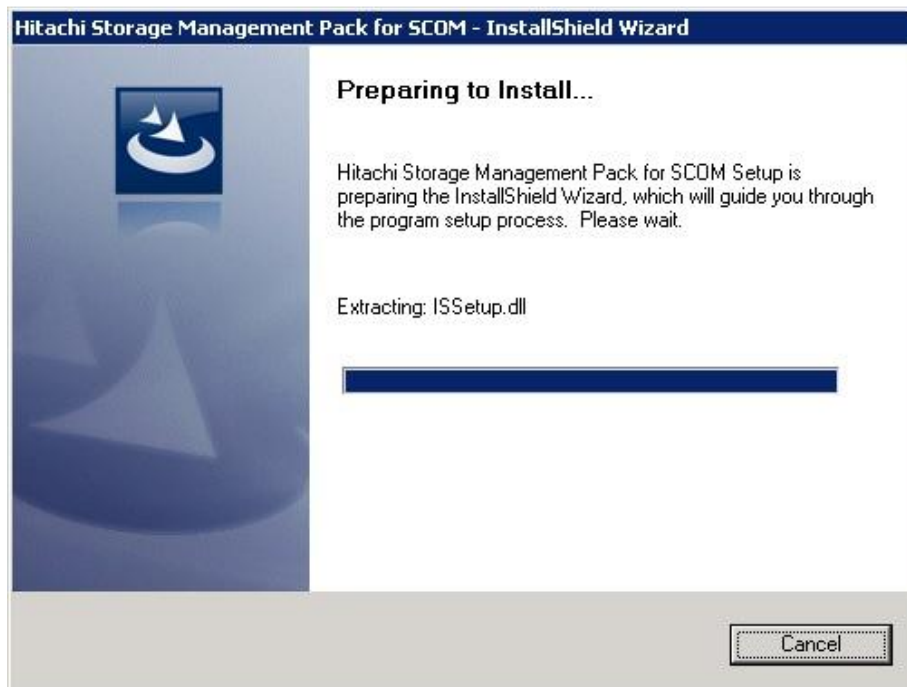 Hitachi Storage Management Pack for SCOM - InstallShield Wizard
Preparing to Install...
Hitachi Storage Management Pack for SCOM Setup is
preparing the InstallShield Wizard, which will guide you through
the program setup process.  Please wait.
Extracting: ISSetup.dll
Cancel